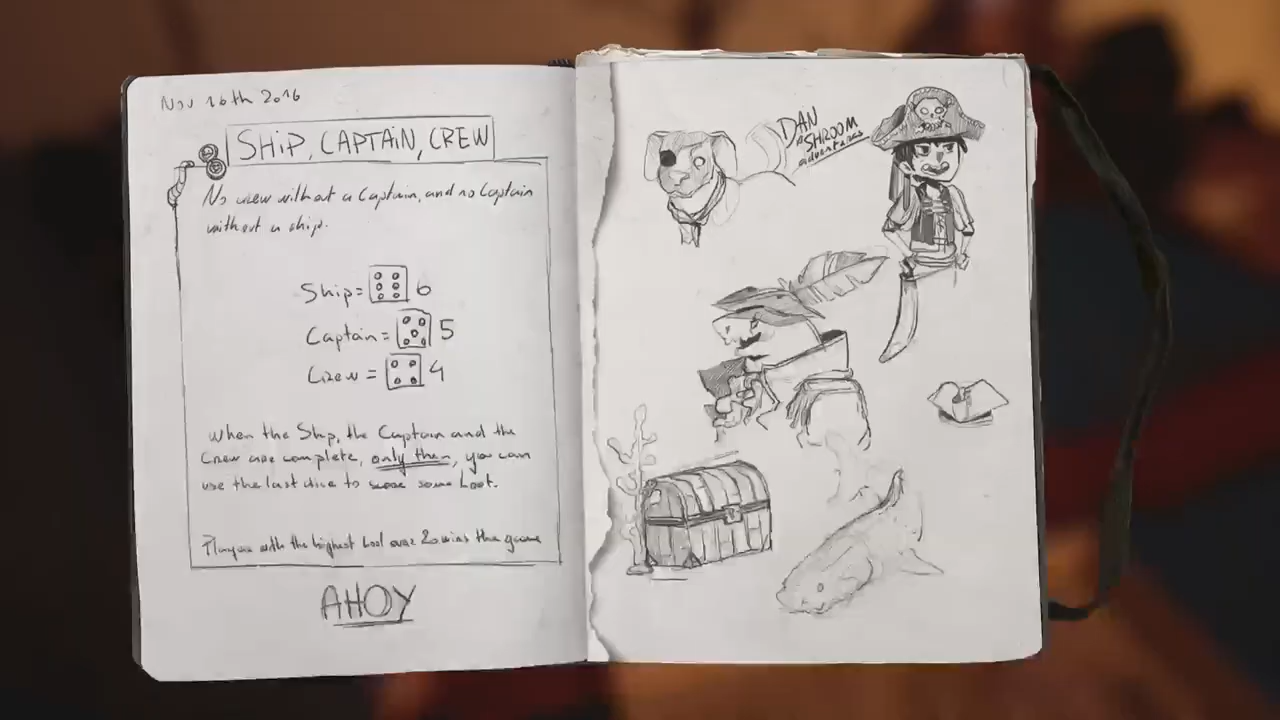 Nov 16th 2016
SHIP, CAPTAIN, CREW
No crew without a Captain, and no Captain
without a ship.
Ship = 6
Captain = 5
Crew = 4
When the Ship, the Captain and the
Crew are complete, only then, you can
use the last dice to score some Loot.
Player with the highest Loot over 20 wins the game
AHOY
DAN
SHROOM
adventures